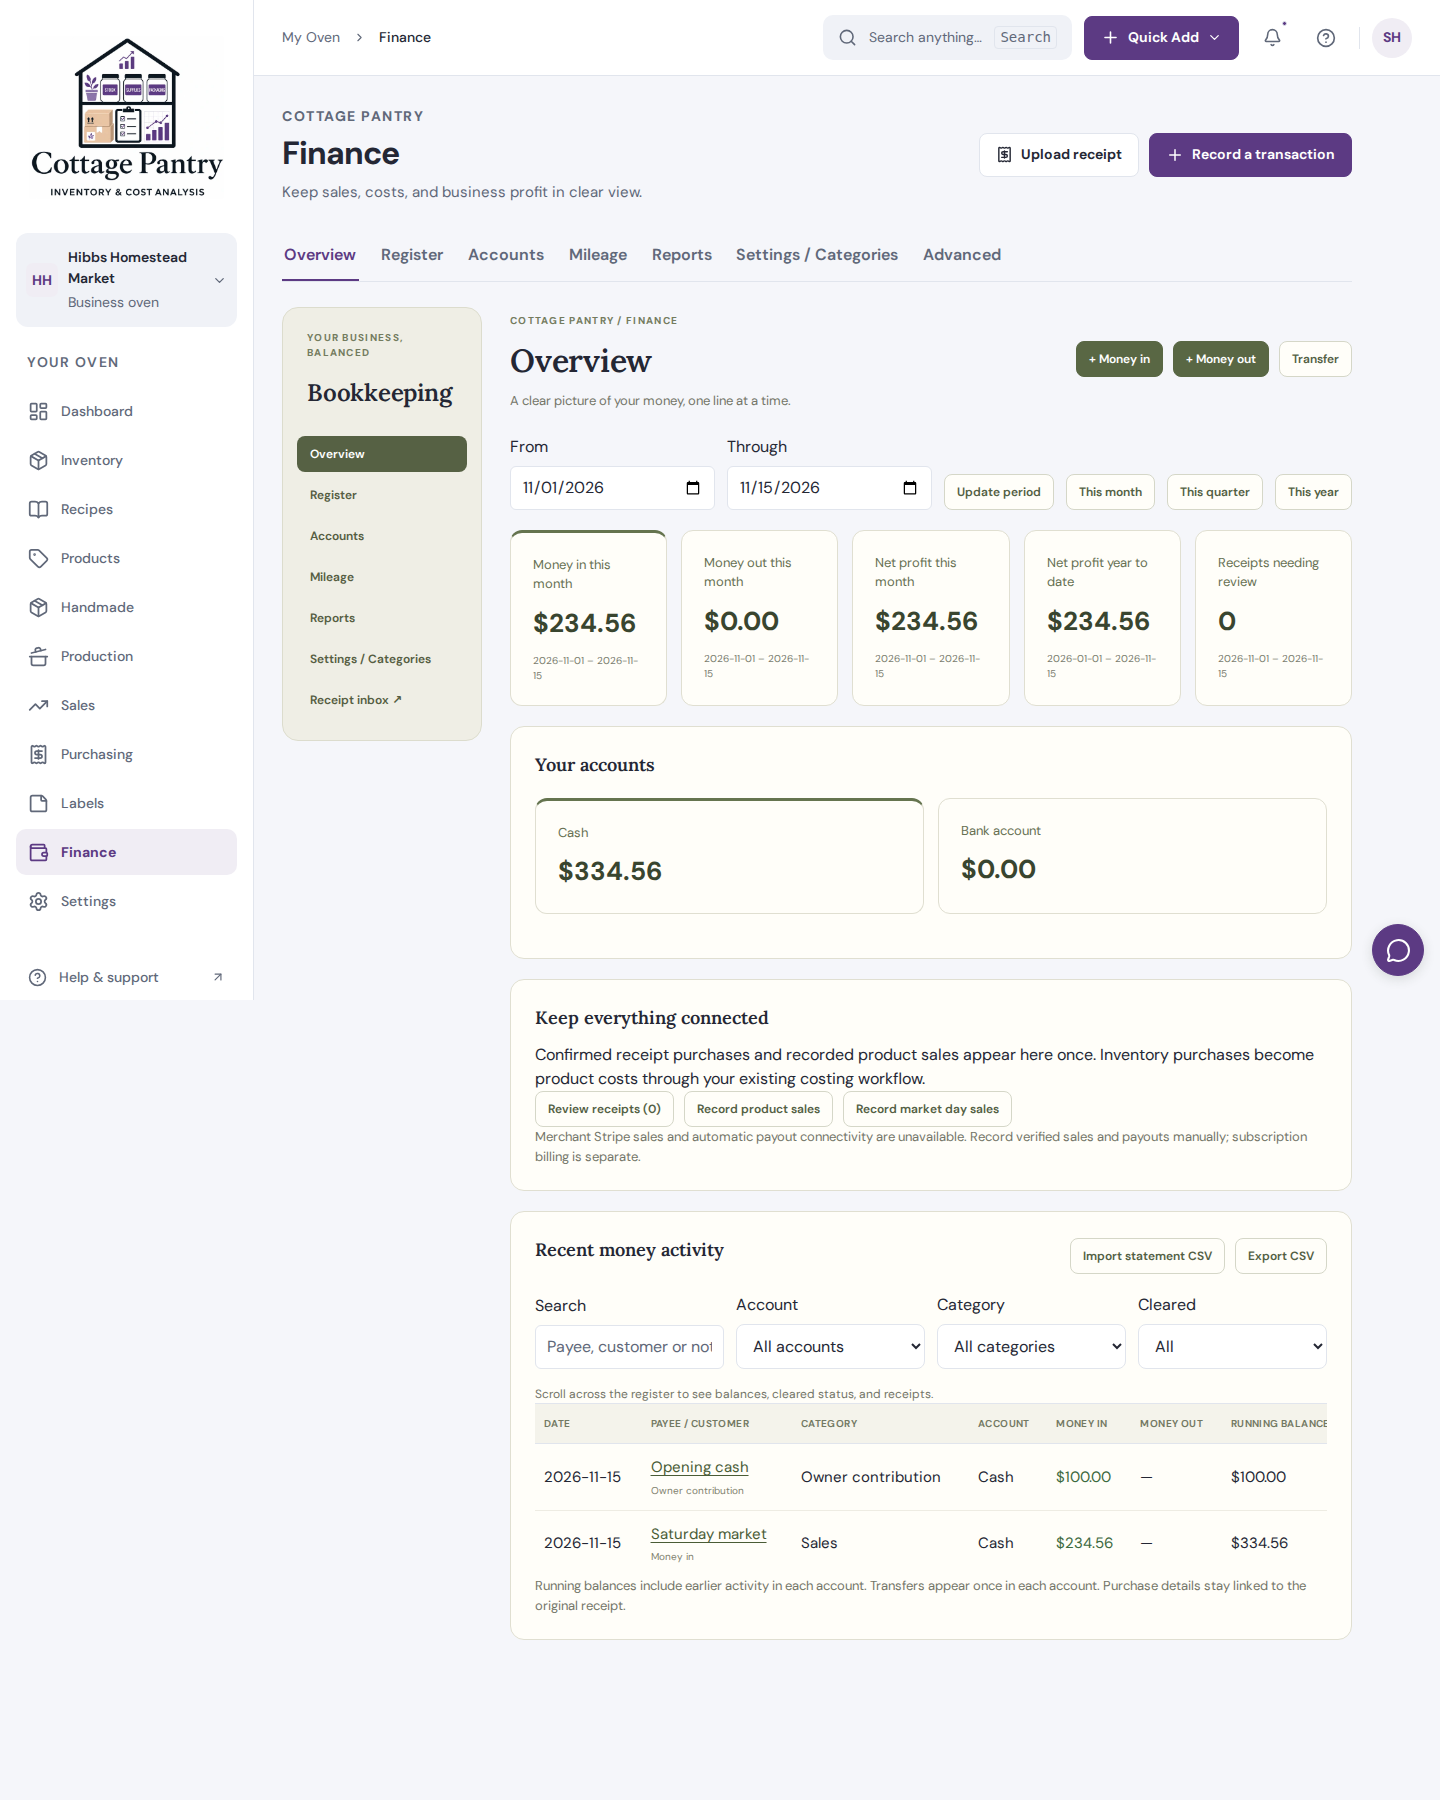 Cottage Pantry
INVENTORY & COST ANALYSIS
HH
Hibbs Homestead
Market
Business oven
YOUR OVEN
Dashboard
Inventory
Recipes
Products
Handmade
Production
Sales
Purchasing
Labels
Finance
Settings
Help & support
My Oven
Finance
Search anything...
Search
Quick Add
SH
COTTAGE PANTRY
Finance
Keep sales, costs, and business profit in clear view.
Upload receipt
Record a transaction
Overview
Register
Accounts
Mileage
Reports
Settings / Categories
Advanced
YOUR BUSINESS,
BALANCED
Bookkeeping
Overview
Register
Accounts
Mileage
Reports
Settings / Categories
Receipt inbox ↗
COTTAGE PANTRY / FINANCE
Overview
A clear picture of your money, one line at a time.
+ Money in
+ Money out
Transfer
From
Through
11/01/2026
11/15/2026
Update period
This month
This quarter
This year
Money in this
month
$234.56
2026-11-01 – 2026-11-
15
Money out this
month
$0.00
2026-11-01 – 2026-11-
15
Net profit this
month
$234.56
2026-11-01 – 2026-11-
15
Net profit year to
date
$234.56
2026-01-01 – 2026-11-
15
Receipts needing
review
0
2026-11-01 – 2026-11-
15
Your accounts
Cash
$334.56
Bank account
$0.00
Keep everything connected
Confirmed receipt purchases and recorded product sales appear here once. Inventory purchases become
product costs through your existing costing workflow.
Review receipts (0)
Record product sales
Record market day sales
Merchant Stripe sales and automatic payout connectivity are unavailable. Record verified sales and payouts manually; subscription
billing is separate.
Recent money activity
Import statement CSV
Export CSV
Search
Account
Category
Cleared
Payee, customer or not
All accounts
All categories
All
Scroll across the register to see balances, cleared status, and receipts.
DATE PAYEE / CUSTOMER CATEGORY ACCOUNT MONEY IN MONEY OUT RUNNING BALANCE
2026-11-15 Opening cash Owner contribution Cash $100.00 — $100.00
Owner contribution
2026-11-15 Saturday market Sales Cash $234.56 — $334.56
Money in
Running balances include earlier activity in each account. Transfers appear once in each account. Purchase details stay linked to the
original receipt.